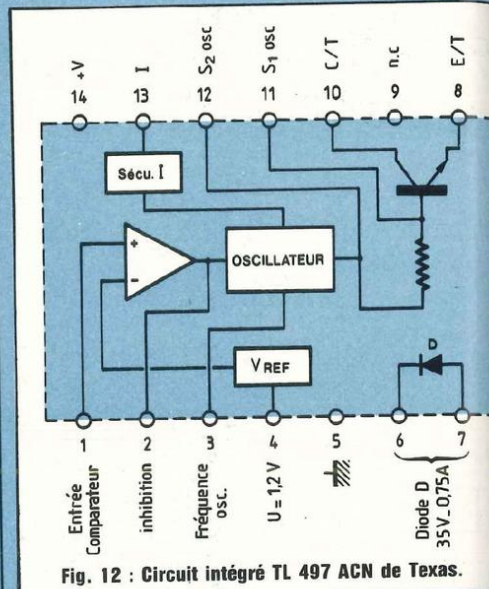 +V
I
S2 osc
S1 osc
C/T
n.c
E/T
14
13
12
11
10
9
8
Sécu. I
+
-
OSCILLATEUR
V REF
D
1
2
3
4
5
6
7
Entrée
Comparateur
inhibition
Fréquence
osc.
U = 1,2 V
Diode D
35V_0,75A
Fig. 12 : Circuit intégré TL 497 ACN de Texas.